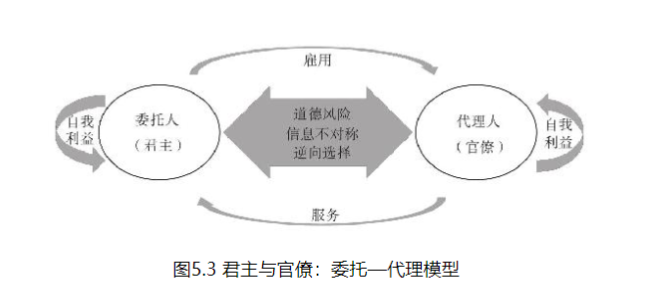 雇用
自我
利益
委托人
（君主）
道德风险
信息不对称
逆向选择
代理人
（官僚）
自我
利益
服务
图5.3 君主与官僚：委托—代理模型